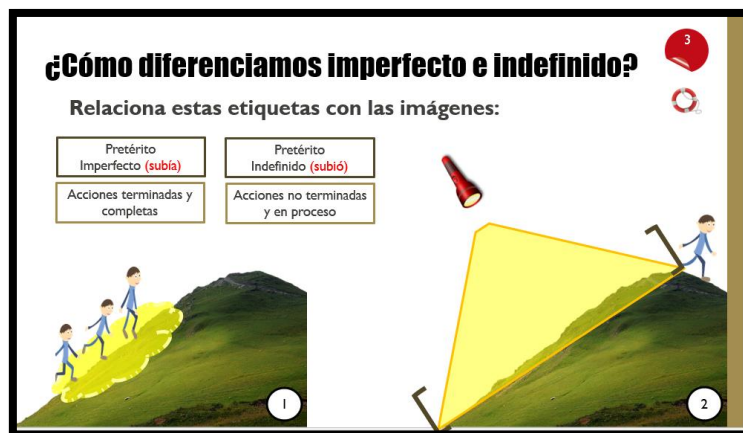 3
¿Cómo diferenciamos imperfecto e indefinido?
Relaciona estas etiquetas con las imágenes:
Pretérito
Imperfecto (subía)
Pretérito
Indefinido (subió)
Acciones terminadas y
completas
Acciones no terminadas
y en proceso
1
2